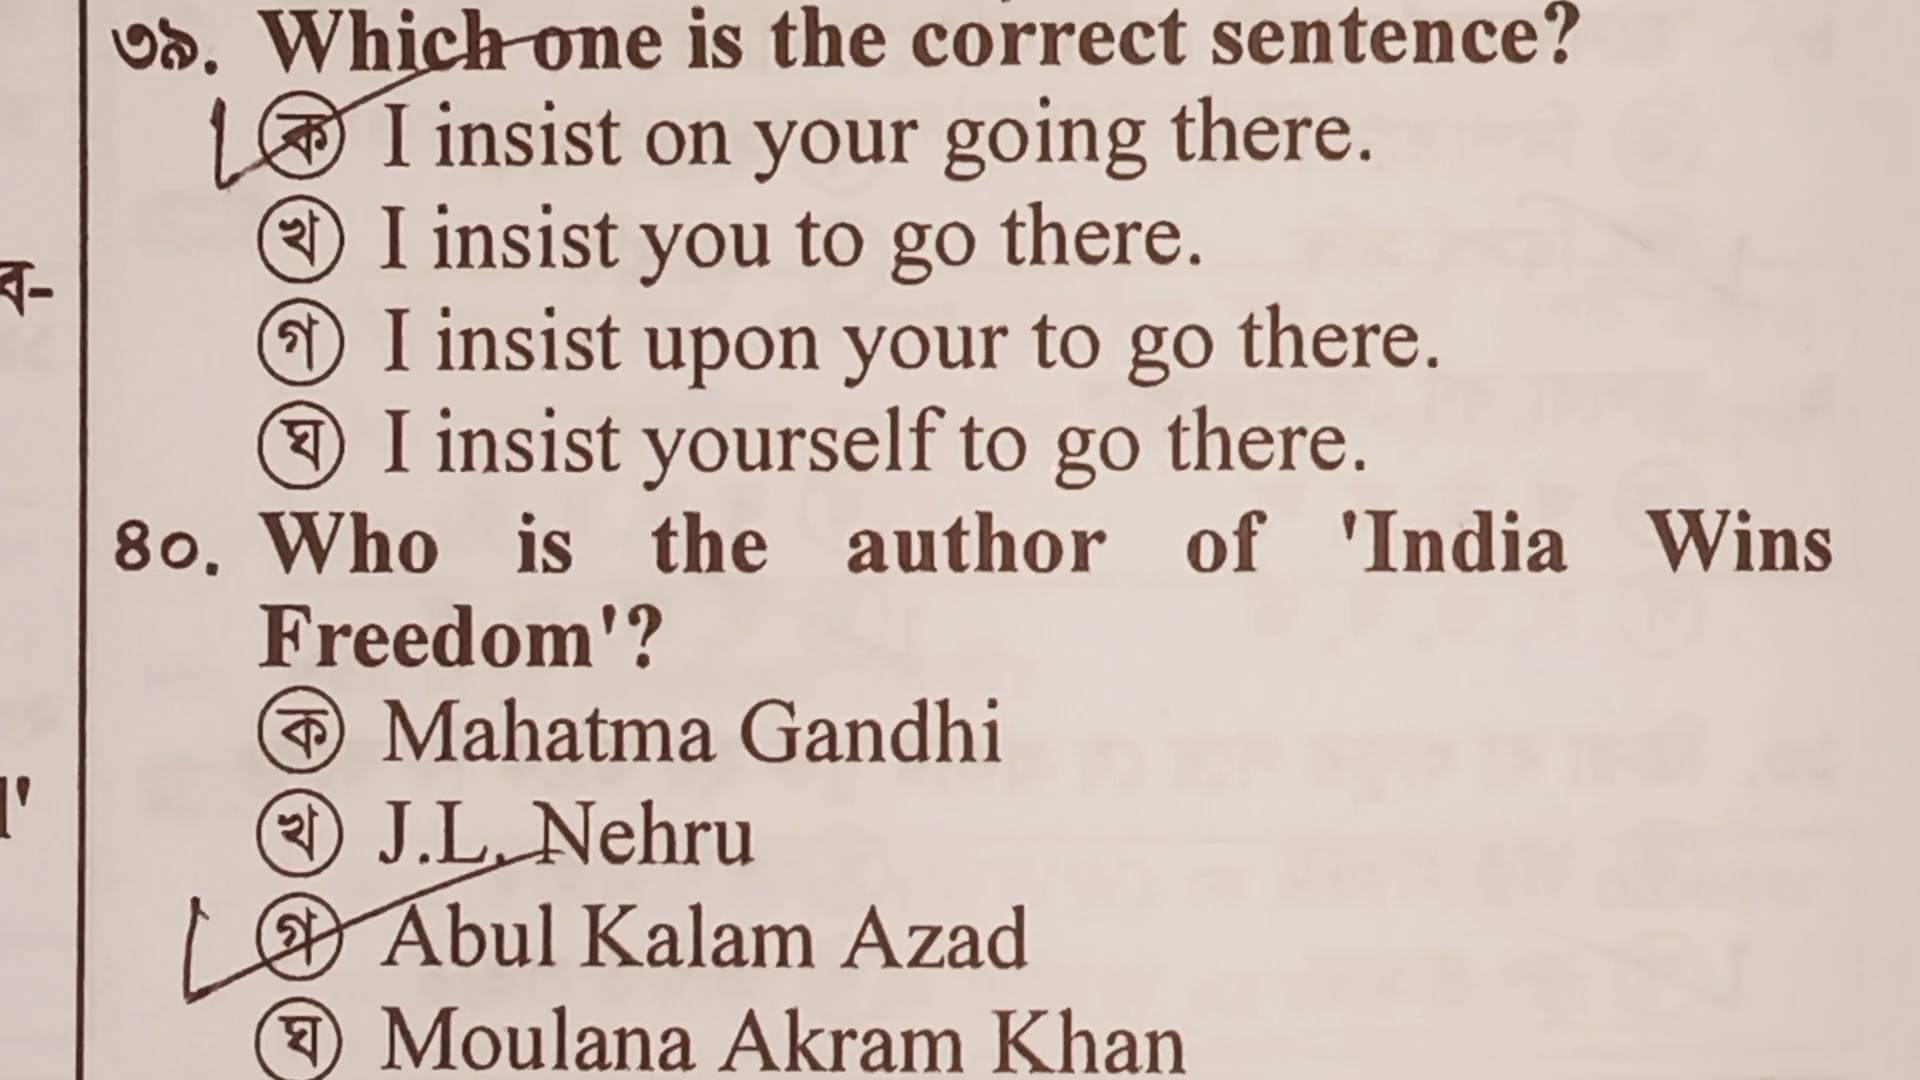 ৩৯. Which one is the correct sentence?
ক I insist on your going there.
খ I insist you to go there.
ব-
গ I insist upon your to go there.
ঘ I insist yourself to go there.
৪০. Who is the author of 'India Wins
Freedom'?
ক Mahatma Gandhi
খ J.L. Nehru
গ Abul Kalam Azad
ঘ Moulana Akram Khan